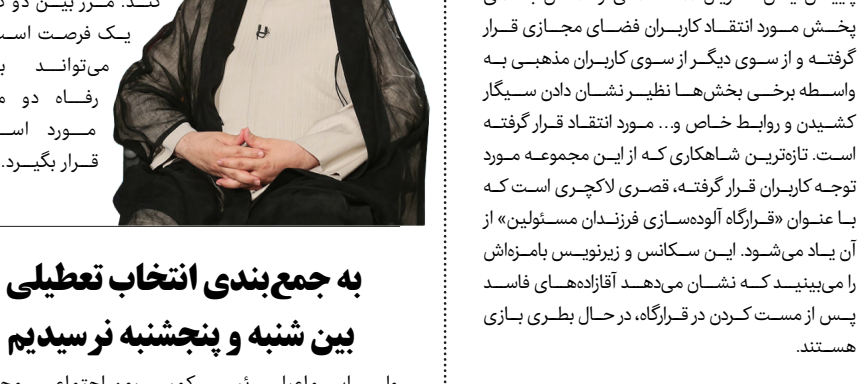 پخش مورد انتقاد کاربران فضای مجازی قرار
گرفته و از سوی دیگر از سوی کاربران مذهبی به
واسطه برخی بخش‌ها نظیر نشان دادن سیگار
کشیدن و روابط خاص و... مورد انتقاد قرار گرفته
است. تازه‌ترین شاهکاری که از این مجموعه مورد
توجه کاربران قرار گرفته، قصری لاکچری است که
با عنوان «قرارگاه آلوده‌سازی فرزندان مسئولین» از
آن یاد می‌شود. این سکانس و زیرنویس بامزه‌اش
را می‌بینید که نشان می‌دهد آقازاده‌های فاسد
پس از مست کردن در قرارگاه، در حال بطری بازی
هستند.
کند. مرز بین دو
یک فرصت است
می‌تواند
رفاه دو
مورد
قرار بگیرد.
به جمع‌بندی انتخاب تعطیلی
بین شنبه و پنجشنبه نرسیدیم